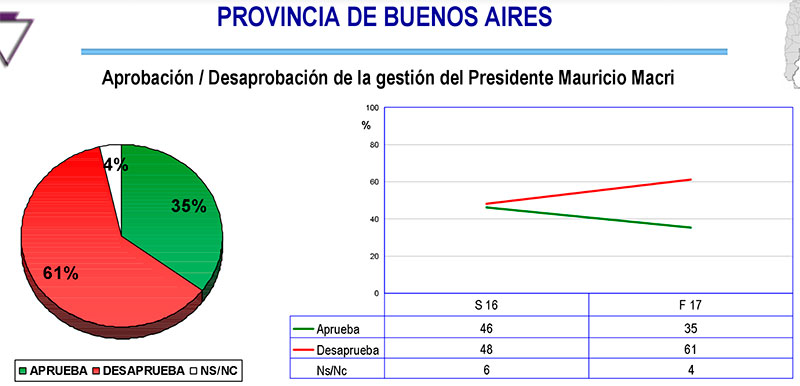 PROVINCIA DE BUENOS AIRES
Aprobación / Desaprobación de la gestión del Presidente Mauricio Macri
4%
35%
61%
APRUEBA DESAPRUEBA NS/NC
100
%
80
60
40
20
0
S 16 F 17
Aprueba 46 35
Desaprueba 48 61
Ns/Nc 6 4